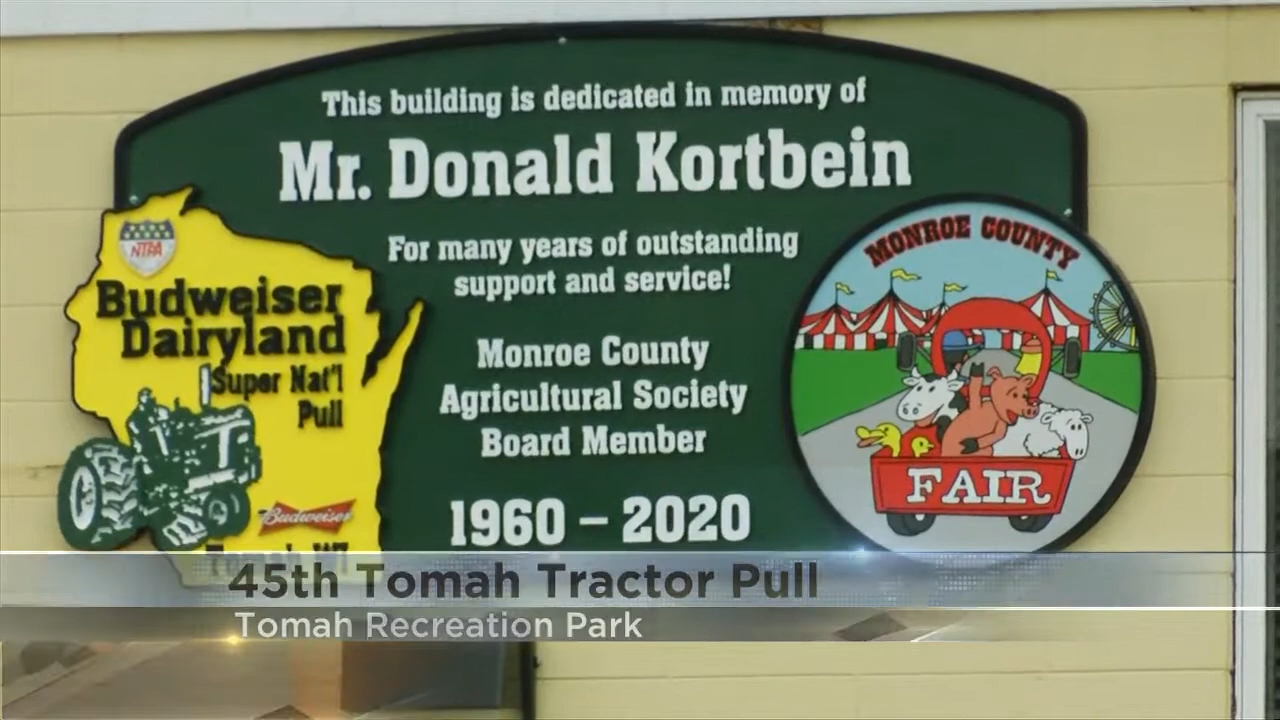 This building is dedicated in memory of
Mr. Donald Kortbein
For many years of outstanding
support and service!
Monroe County
Agricultural Society
Board Member
1960 – 2020
NTPA
Budweiser
Dairyland
Super Nat'l
Pull
Budweiser
Tomah, WI
MONROE COUNTY
FAIR
45th Tomah Tractor Pull
Tomah Recreation Park